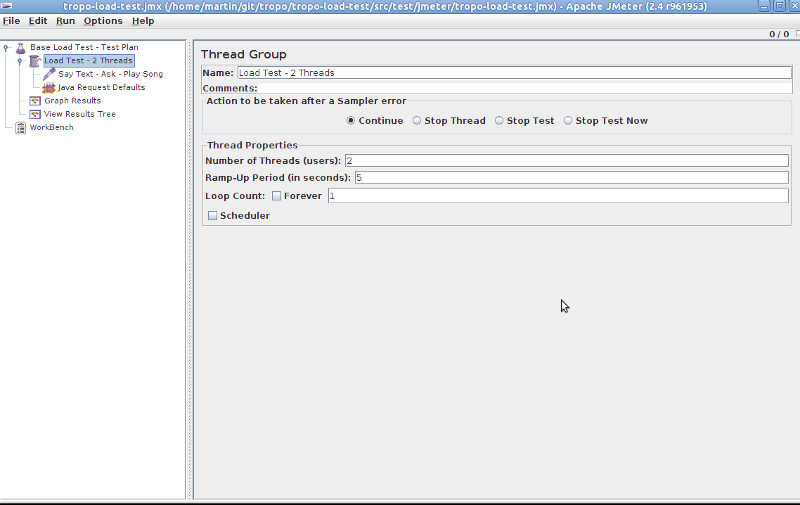 tropo-load-test.jmx (/home/martin/git/tropo/tropo-load-test/src/test/jmeter/tropo-load-test.jmx) - Apache JMeter (2.4 r961953)
File Edit Run Options Help
0 / 0
Base Load Test - Test Plan
Load Test - 2 Threads
Say Text - Ask - Play Song
Java Request Defaults
Graph Results
View Results Tree
WorkBench
Thread Group
Name: Load Test - 2 Threads
Comments:
Action to be taken after a Sampler error
Continue Stop Thread Stop Test Stop Test Now
Thread Properties
Number of Threads (users): 2
Ramp-Up Period (in seconds): 5
Loop Count: Forever 1
Scheduler